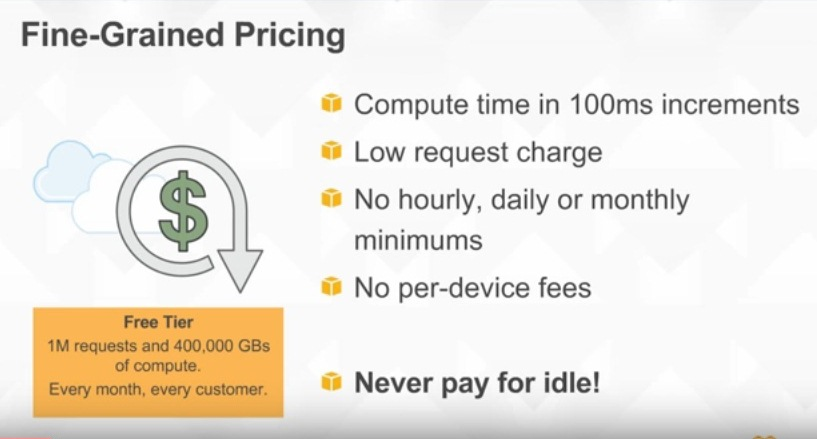 Fine-Grained Pricing
Compute time in 100ms increments
Low request charge
No hourly, daily or monthly
minimums
No per-device fees
Never pay for idle!
$
Free Tier
1M requests and 400,000 GBs
of compute.
Every month, every customer.